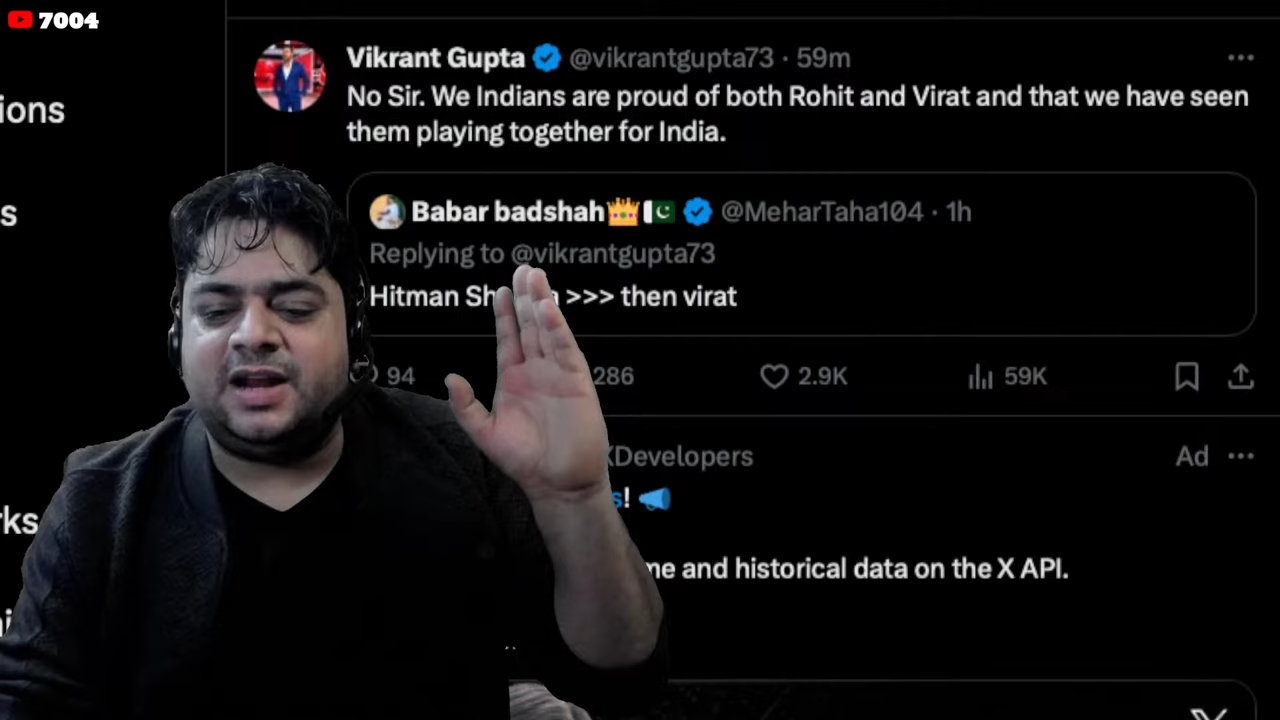 7004
Vikrant Gupta @vikrantgupta73 · 59m
No Sir. We Indians are proud of both Rohit and Virat and that we have seen
them playing together for India.
ions
s
Babar badshah👑🇵🇰 @MeharTaha104 · 1h
Replying to @vikrantgupta73
Hitman >>> then virat
94 286 2.9K 59K
XDevelopers Ad
s! 📣
rks
me and historical data on the X API.